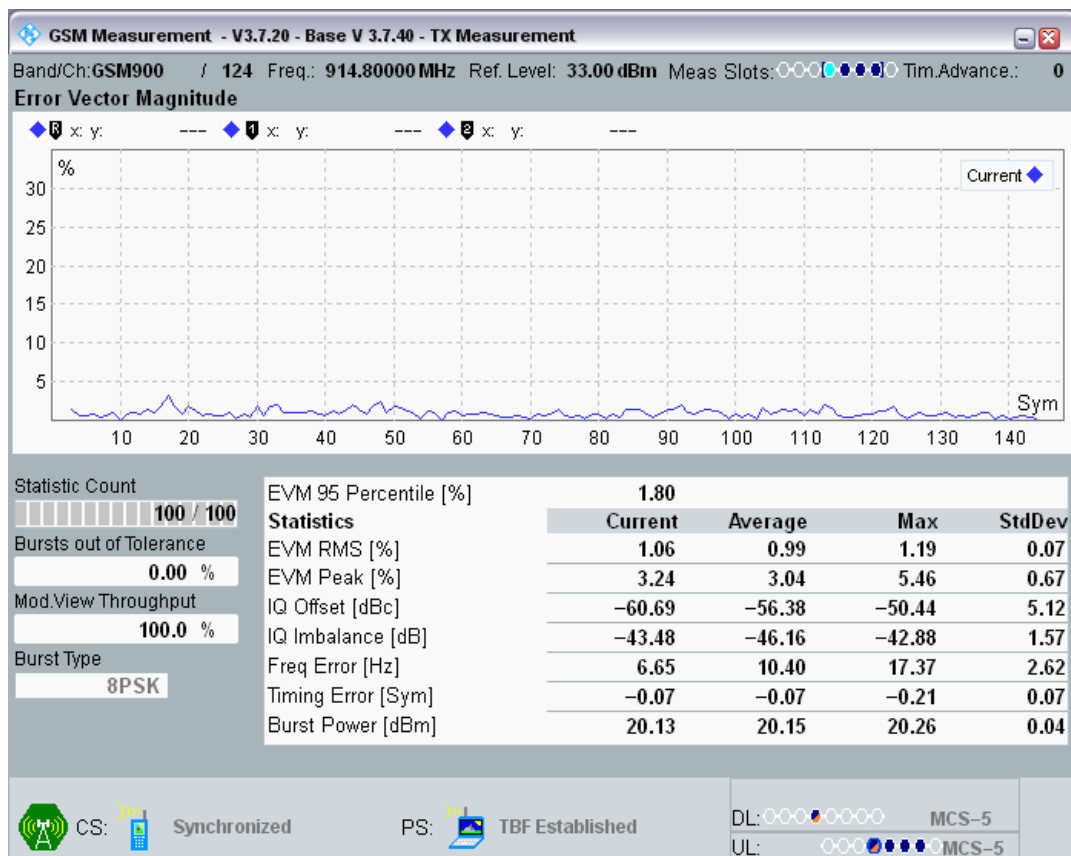 GSM Measurement - V3.7.20 - Base V 3.7.40 - TX Measurement
Band/Ch:GSM900 / 124 Freq.: 914.80000 MHz Ref. Level: 33.00 dBm Meas Slots: Tim.Advance.: 0
Error Vector Magnitude
R x: y: --- 1 x: y: --- 2 x: y: ---
%
Current
30
25
20
15
10
5
Sym
10 20 30 40 50 60 70 80 90 100 110 120 130 140
Statistic Count
100 / 100
Bursts out of Tolerance
0.00 %
Mod.View Throughput
100.0 %
Burst Type
8PSK
EVM 95 Percentile [%] 1.80
Statistics Current Average Max StdDev
EVM RMS [%] 1.06 0.99 1.19 0.07
EVM Peak [%] 3.24 3.04 5.46 0.67
IQ Offset [dBc] −60.69 −56.38 −50.44 5.12
IQ Imbalance [dB] −43.48 −46.16 −42.88 1.57
Freq Error [Hz] 6.65 10.40 17.37 2.62
Timing Error [Sym] −0.07 −0.07 −0.21 0.07
Burst Power [dBm] 20.13 20.15 20.26 0.04
CS: Synchronized PS: TBF Established
DL: MCS−5
UL: MCS−5